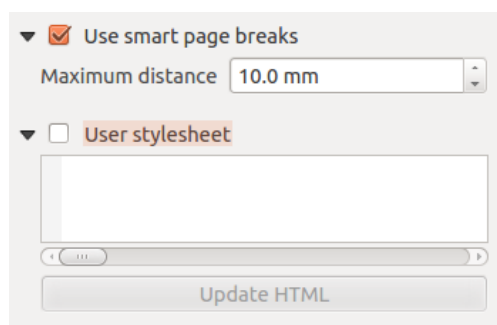 Use smart page breaks
Maximum distance 10.0 mm
User stylesheet
Update HTML